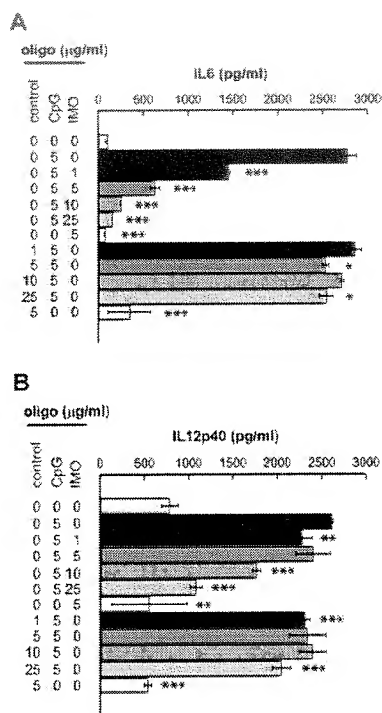 A
oligo (µg/ml)
IL6 (pg/ml)
control CpG IMO
0 500 1000 1500 2000 2500 3000
0 0 0
0 5 0
0 5 1 ***
0 5 5 ***
0 5 10 ***
0 5 25 ***
0 0 5 ***
1 5 0
5 5 0 *
10 5 0
25 5 0 *
5 0 0 ***
B
oligo (µg/ml)
IL12p40 (pg/ml)
control CpG IMO
0 500 1000 1500 2000 2500 3000
0 0 0
0 5 0
0 5 1 **
0 5 5
0 5 10 ***
0 5 25 ***
0 0 5 **
1 5 0 ***
5 5 0
10 5 0
25 5 0 ***
5 0 0 ***